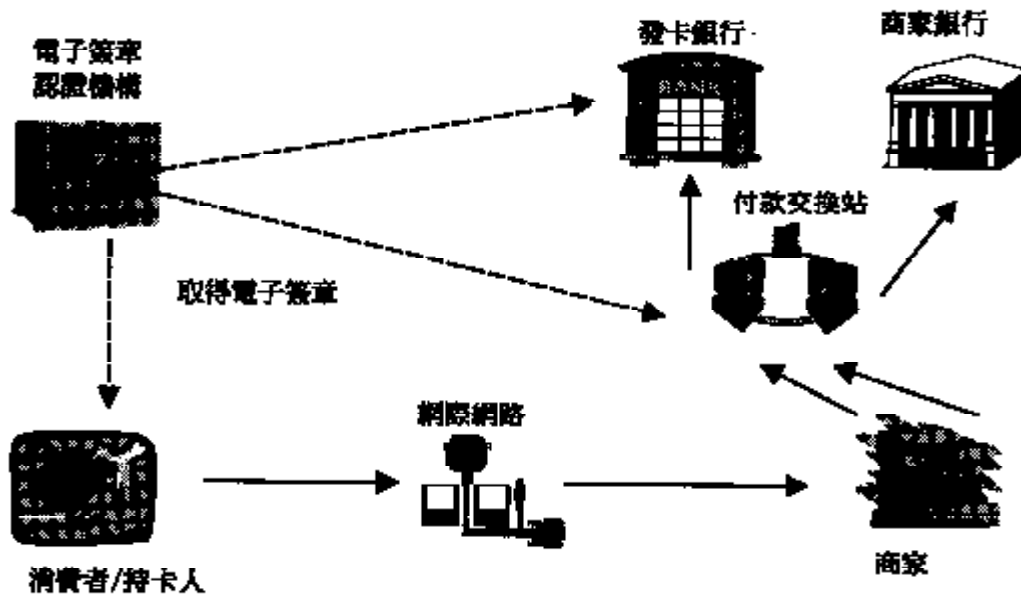 電子簽章
認證機構
發卡銀行
商家銀行
BANK
付款交換站
取得電子簽章
網際網路
消費者/持卡人
商家